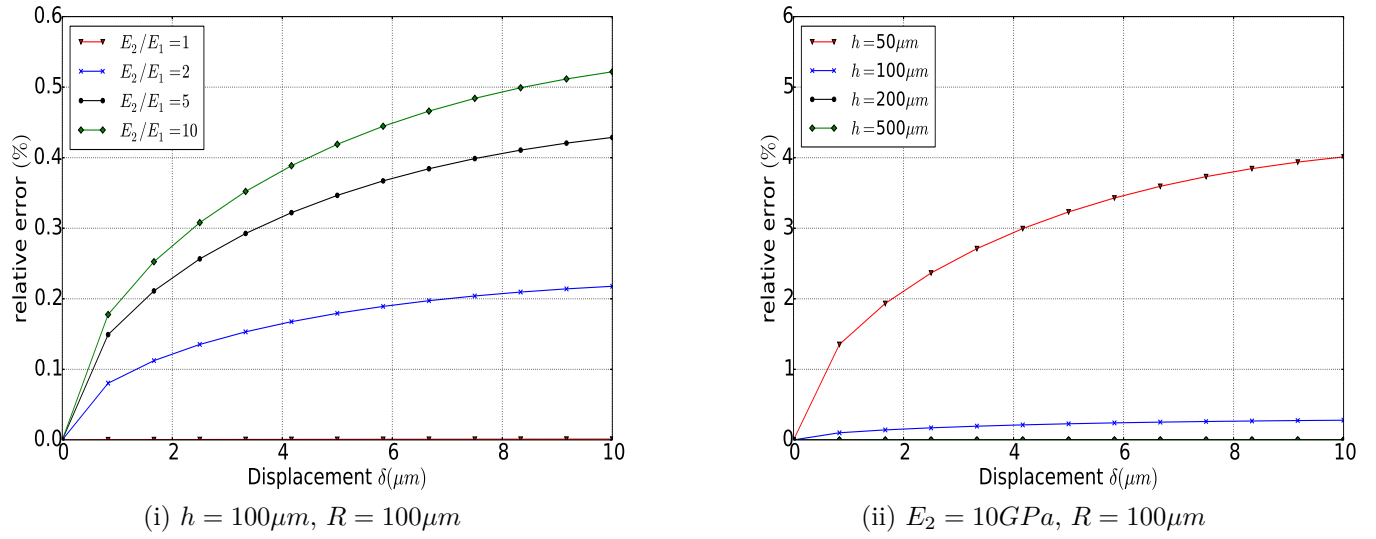 0.6
0.5
0.4
0.3
0.2
0.1
0.0
relative error (%)
E₂/E₁ = 1
E₂/E₁ = 2
E₂/E₁ = 5
E₂/E₁ = 10
0 2 4 6 8 10
Displacement δ(μm)
(i) h = 100μm, R = 100μm
6
5
4
3
2
1
0
relative error (%)
h = 50μm
h = 100μm
h = 200μm
h = 500μm
0 2 4 6 8 10
Displacement δ(μm)
(ii) E₂ = 10GPa, R = 100μm